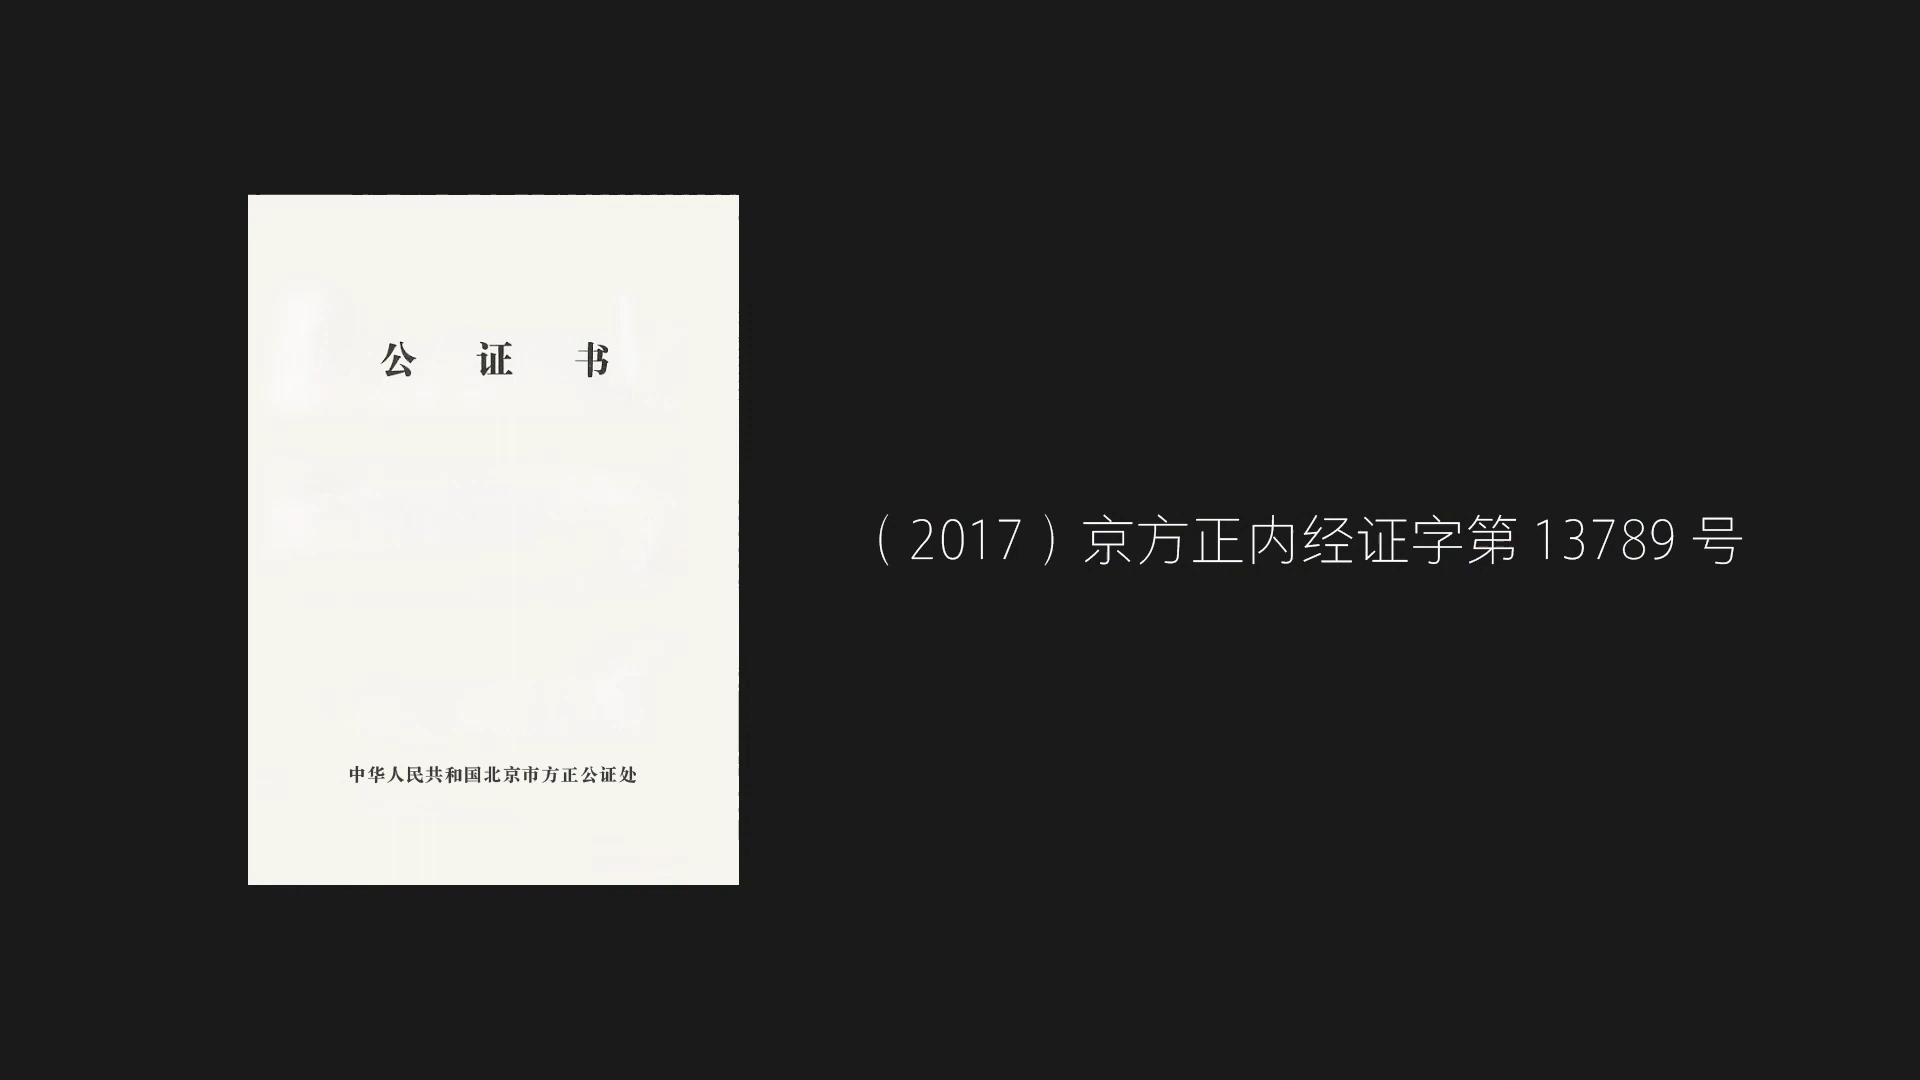 公 证 书
中华人民共和国北京市方正公证处
（2017）京方正内经证字第 13789 号